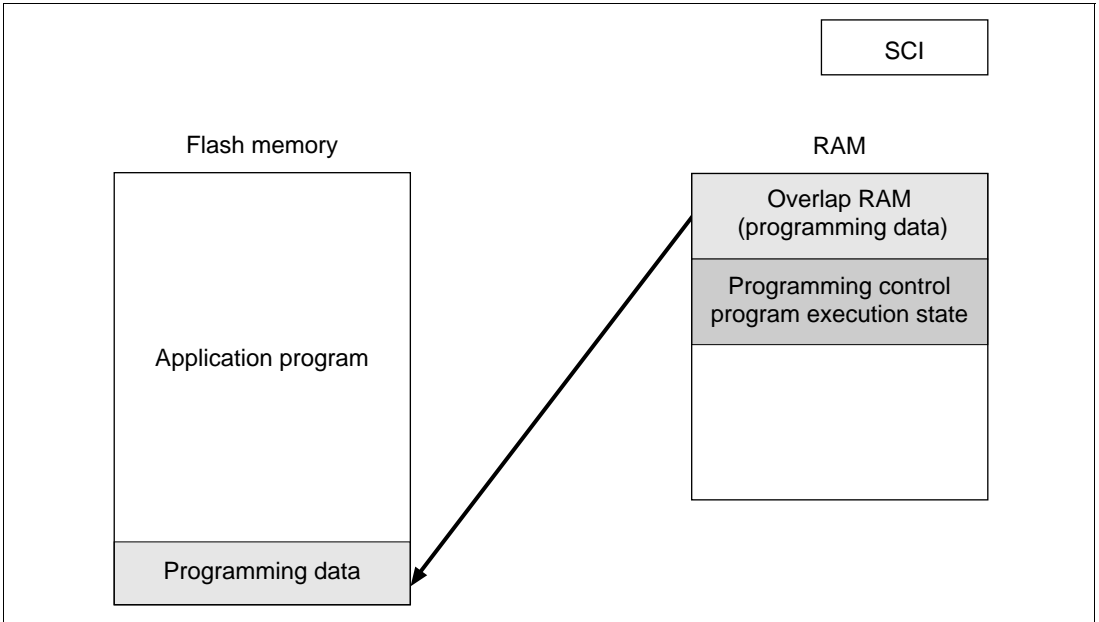 SCI
Flash memory
RAM
Overlap RAM
(programming data)
Programming control
program execution state
Application program
Programming data